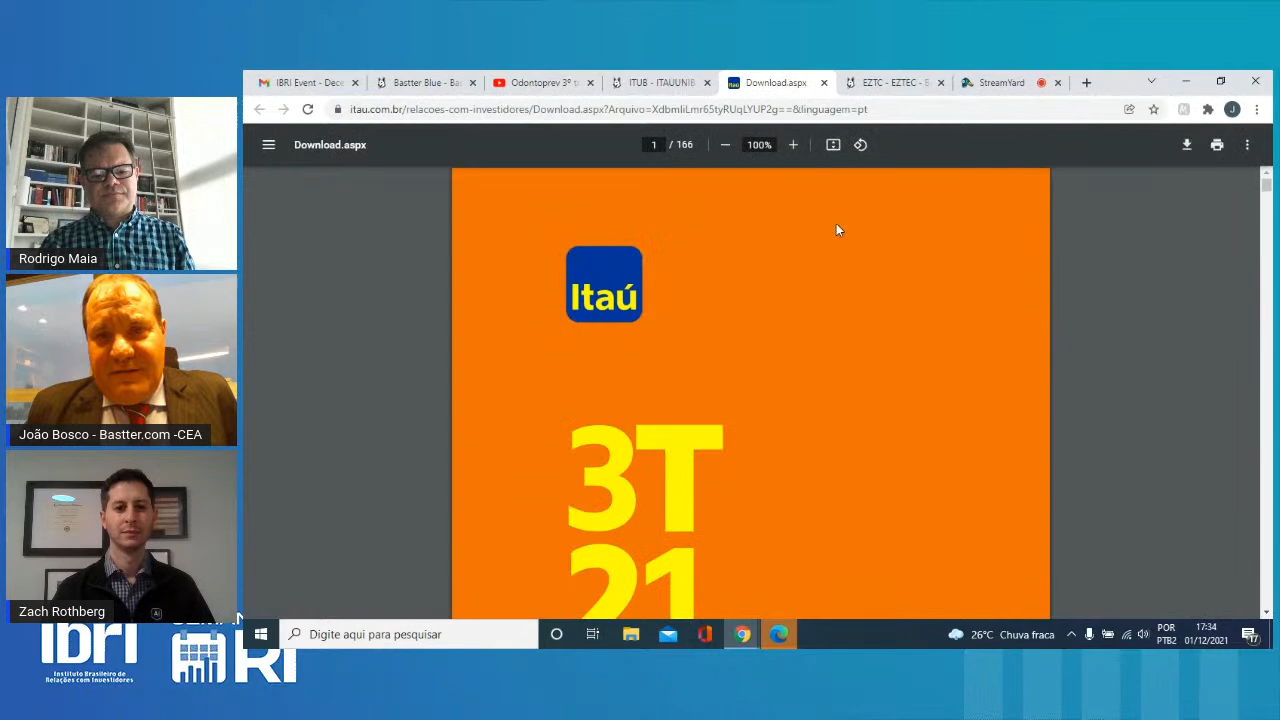 IBRI Event - Dece
Bastter Blue - Ba
Odontoprev 3º t
ITUB - ITAUUNIB
Download.aspx
EZTC - EZTEC - B
StreamYard
itau.com.br/relacoes-com-investidores/Download.aspx?Arquivo=XdbmliLmr65tyRUqLYUP2g==&linguagem=pt
J
Download.aspx
1 / 166
100%
Itaú
3T
21
Rodrigo Maia
João Bosco - Bastter.com -CEA
Zach Rothberg
Digite aqui para pesquisar
26°C Chuva fraca
POR
PTB2
17:34
01/12/2021
17
IBRI
Instituto Brasileiro de
Relações com Investidores
RI